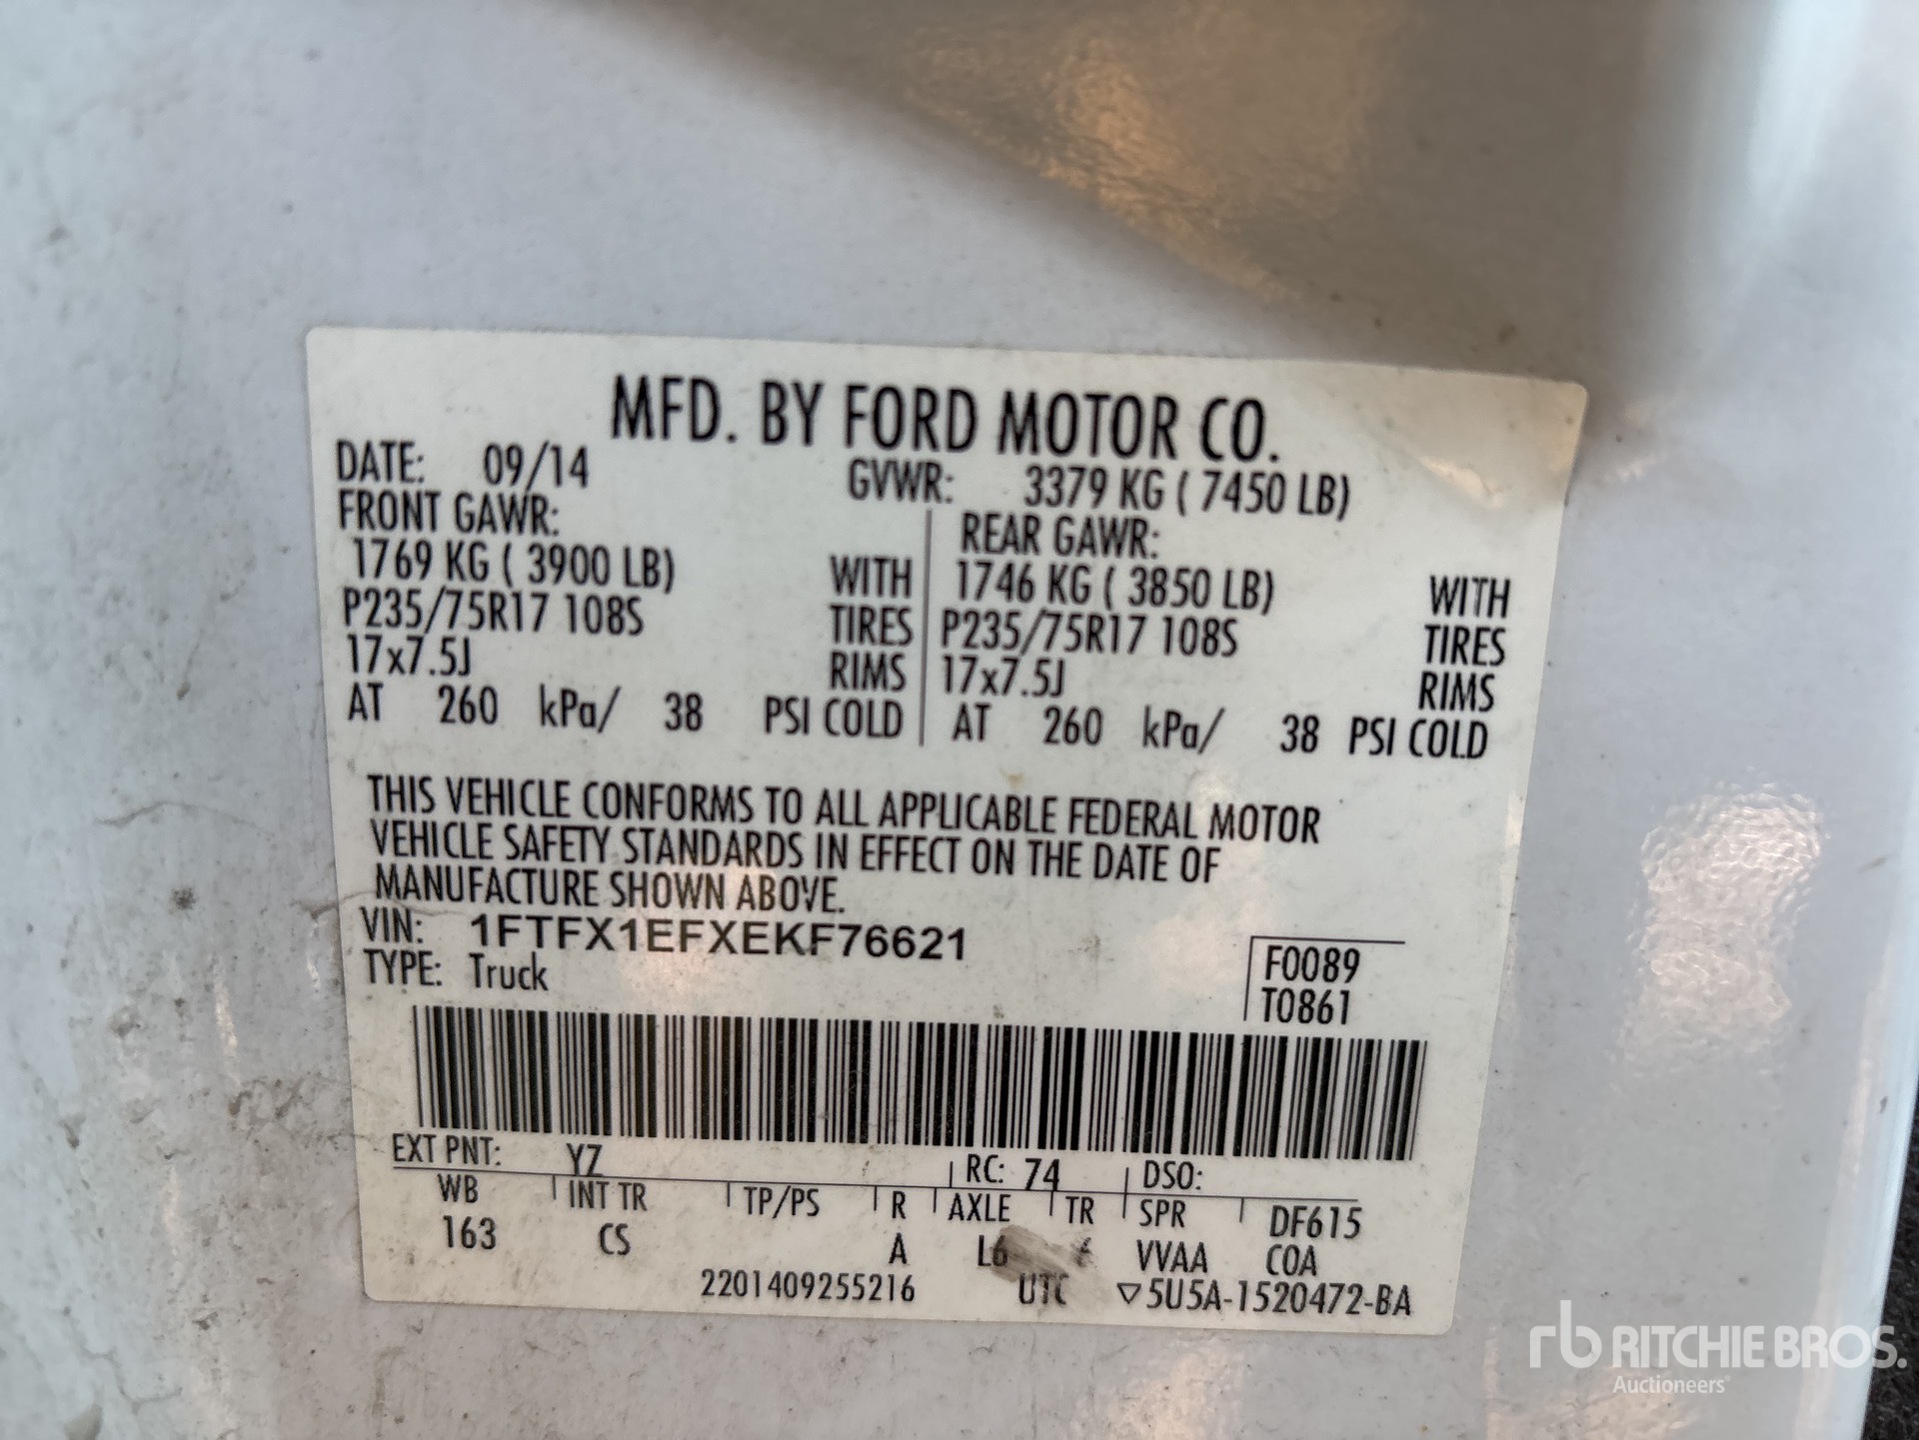 MFD. BY FORD MOTOR CO.
DATE: 09/14 GVWR: 3379 KG ( 7450 LB)
FRONT GAWR: REAR GAWR:
1769 KG ( 3900 LB) WITH 1746 KG ( 3850 LB) WITH
P235/75R17 108S TIRES P235/75R17 108S TIRES
17x7.5J RIMS 17x7.5J RIMS
AT 260 kPa/ 38 PSI COLD AT 260 kPa/ 38 PSI COLD
THIS VEHICLE CONFORMS TO ALL APPLICABLE FEDERAL MOTOR
VEHICLE SAFETY STANDARDS IN EFFECT ON THE DATE OF
MANUFACTURE SHOWN ABOVE.
VIN: 1FTFX1EFXEKF76621
TYPE: Truck
F0089
T0861
EXT PNT: YZ RC: 74 DSO:
WB INT TR TP/PS R AXLE TR SPR DF615
163 CS A L6 VVAA COA
2201409255216 UTC ▽5U5A-1520472-BA
rb RITCHIE BROS.
Auctioneers